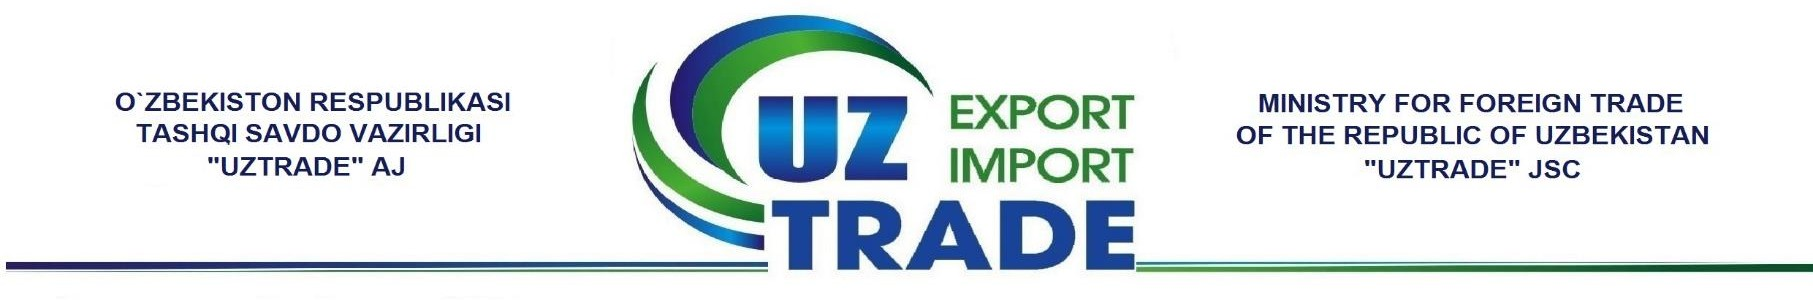 O`ZBEKISTON RESPUBLIKASI
TASHQI SAVDO VAZIRLIGI
"UZTRADE" AJ
UZ
EXPORT
IMPORT
TRADE
MINISTRY FOR FOREIGN TRADE
OF THE REPUBLIC OF UZBEKISTAN
"UZTRADE" JSC